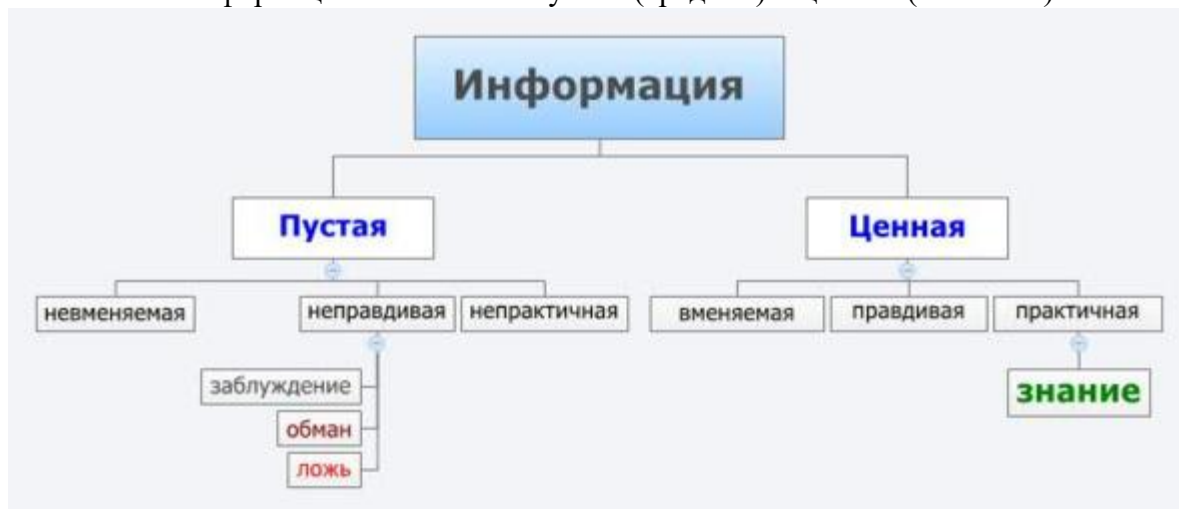 Информация
Пустая
Ценная
невменяемая
неправдивая
непрактичная
вменяемая
правдивая
практичная
заблуждение
знание
обман
ложь